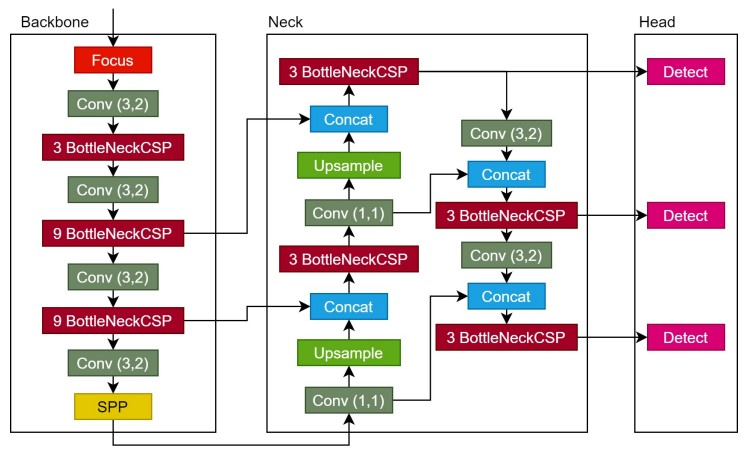 Backbone
Focus
Conv (3,2)
3 BottleNeckCSP
Conv (3,2)
9 BottleNeckCSP
Conv (3,2)
9 BottleNeckCSP
Conv (3,2)
SPP
Neck
3 BottleNeckCSP
Concat
Upsample
Conv (1,1)
3 BottleNeckCSP
Concat
Upsample
Conv (1,1)
Conv (3,2)
Concat
3 BottleNeckCSP
Conv (3,2)
Concat
3 BottleNeckCSP
Head
Detect
Detect
Detect